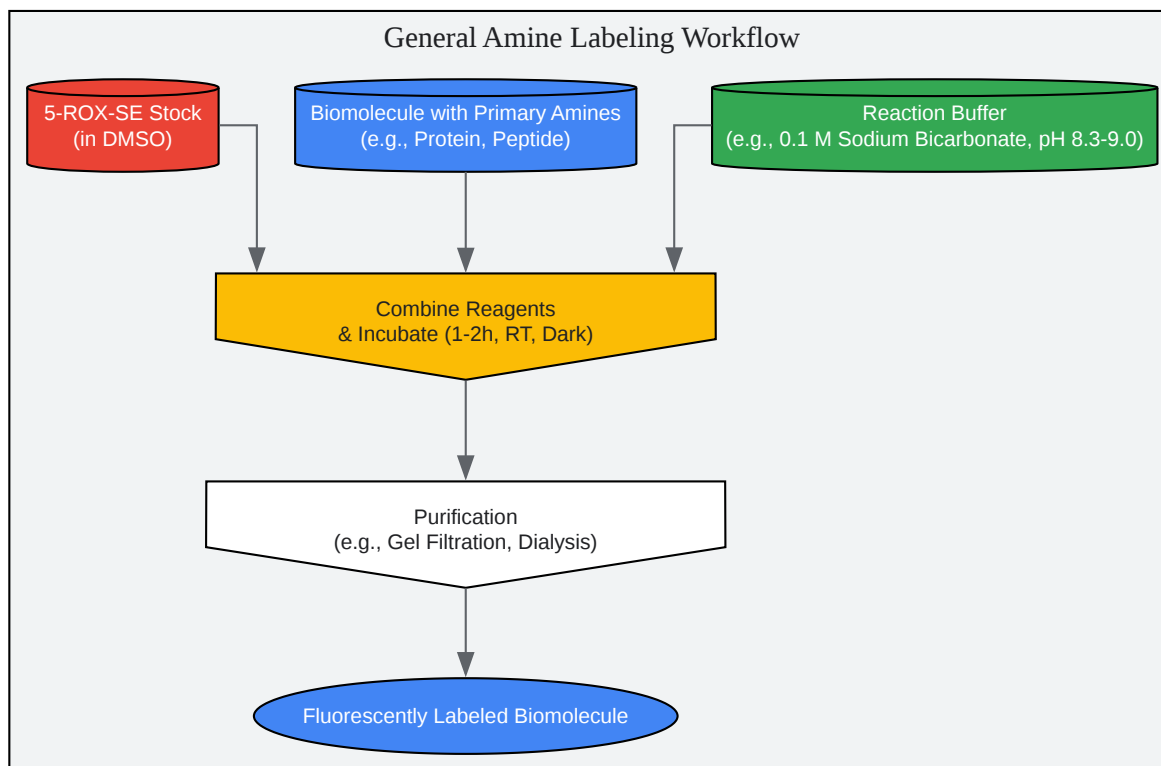 General Amine Labeling Workflow
5-ROX-SE Stock
(in DMSO)
Biomolecule with Primary Amines
(e.g., Protein, Peptide)
Reaction Buffer
(e.g., 0.1 M Sodium Bicarbonate, pH 8.3-9.0)
Combine Reagents
& Incubate (1-2h, RT, Dark)
Purification
(e.g., Gel Filtration, Dialysis)
Fluorescently Labeled Biomolecule